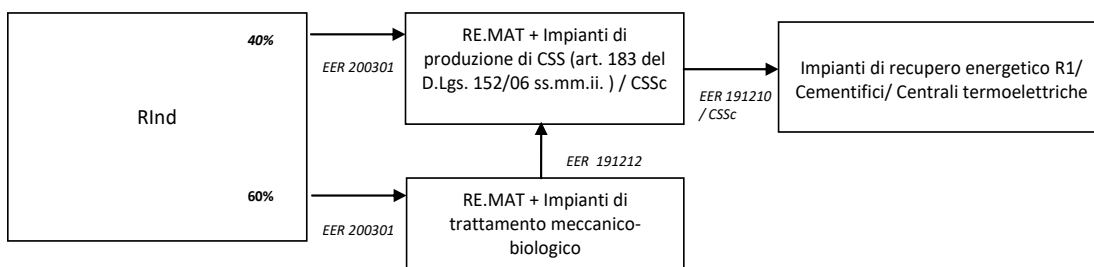 RInd
40%
60%
EER 200301
EER 200301
RE.MAT + Impianti di
produzione di CSS (art. 183 del
D.Lgs. 152/06 ss.mm.ii. ) / CSSc
EER 191212
RE.MAT + Impianti di
trattamento meccanico-
biologico
EER 191210
/ CSSc
Impianti di recupero energetico R1/
Cementifici/ Centrali termoelettriche